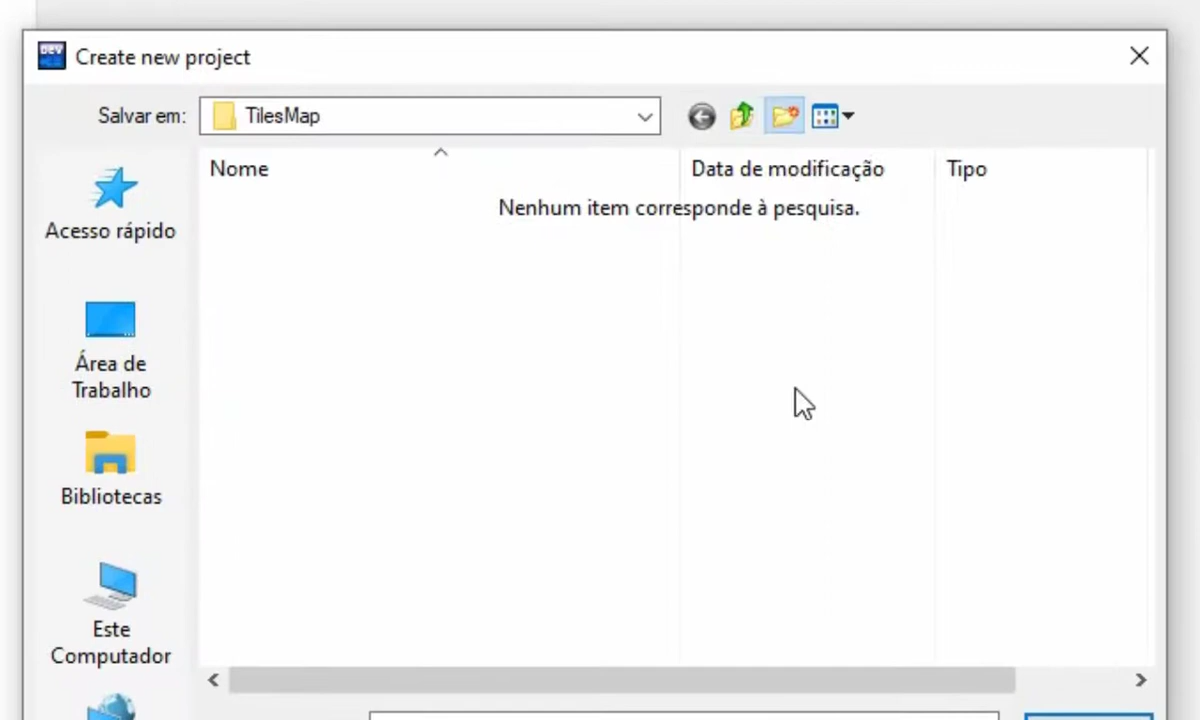 DEV
Create new project
Salvar em:
TilesMap
Nome
Data de modificação
Tipo
Nenhum item corresponde à pesquisa.
Acesso rápido
Área de
Trabalho
Bibliotecas
Este
Computador